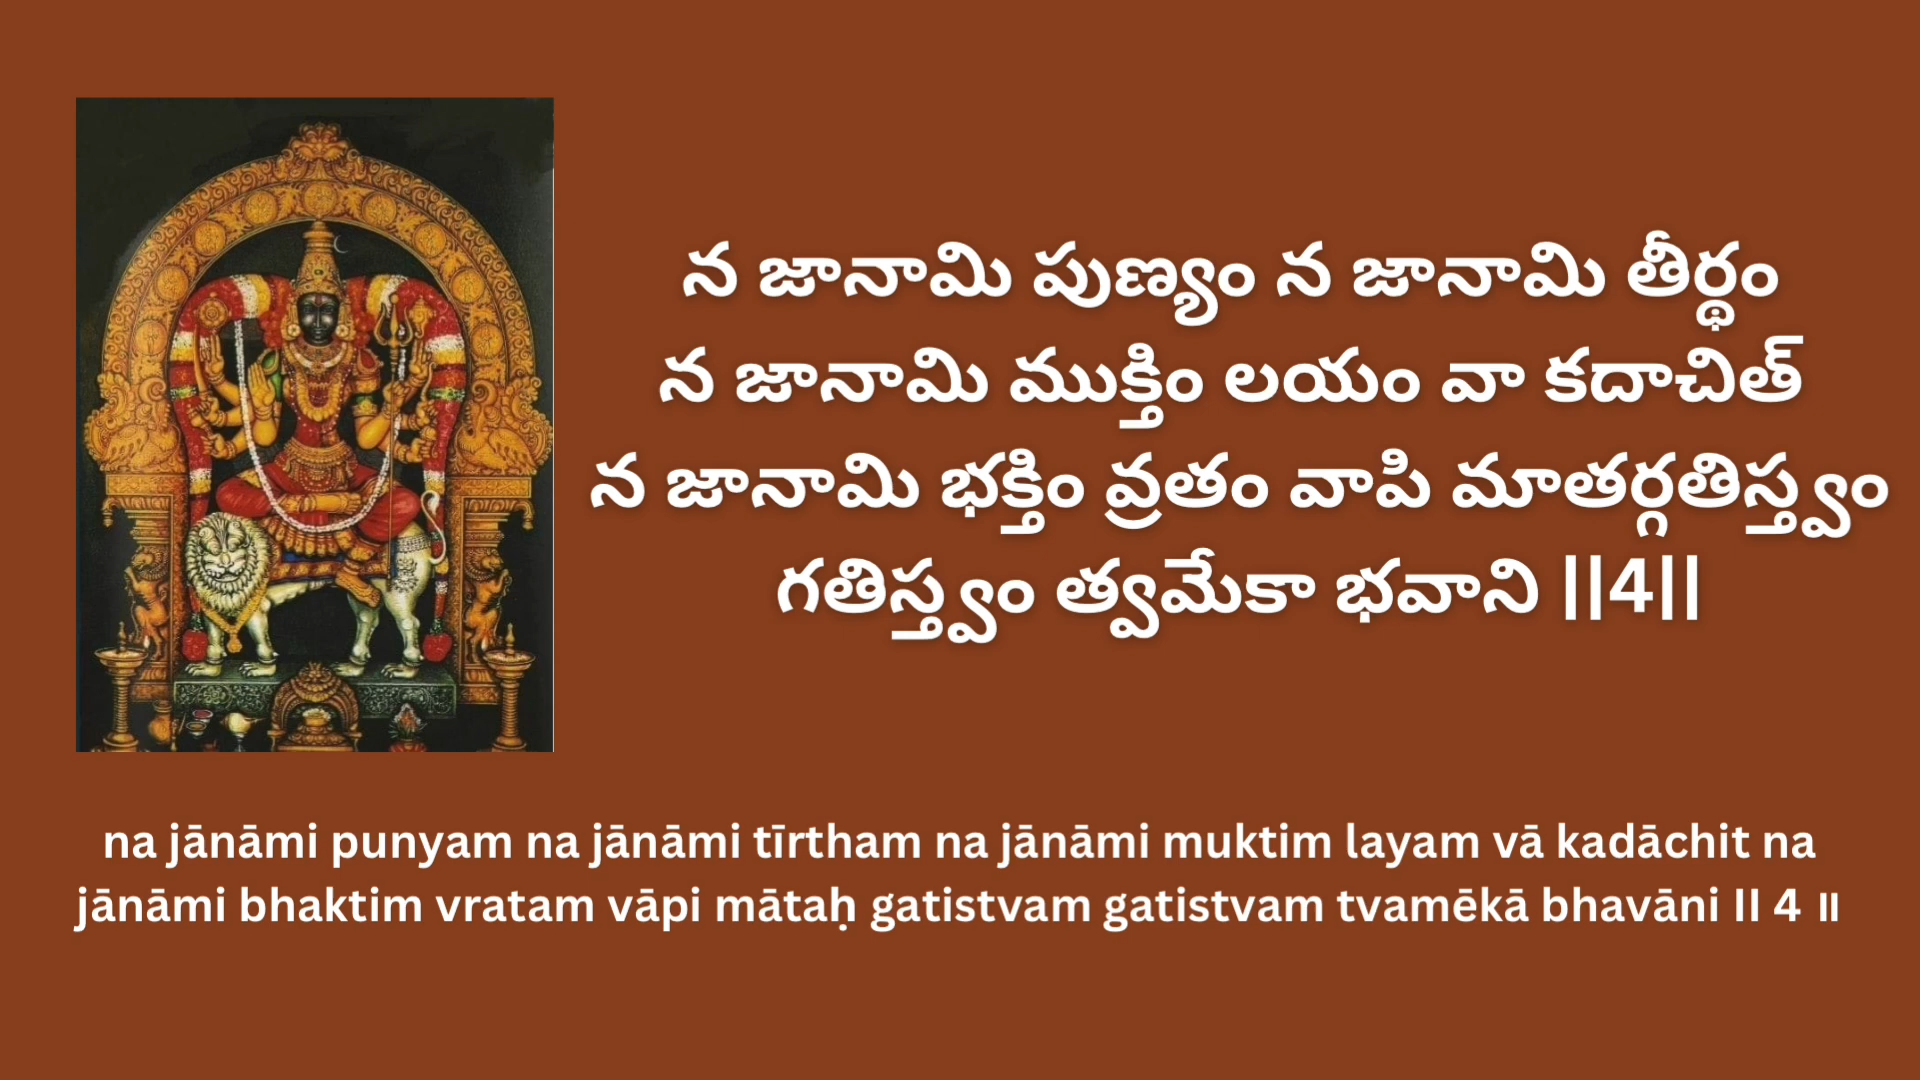 న జానామి పుణ్యం న జానామి తీర్థం
న జానామి ముక్తిం లయం వా కదాచిత్
న జానామి భక్తిం వ్రతం వాపి మాతర్గతిస్త్వం
గతిస్త్వం త్వమేకా భవాని ||4||
na jānāmi punyam na jānāmi tīrtham na jānāmi muktim layam vā kadāchit na
jānāmi bhaktim vratam vāpi mātaḥ gatistvam gatistvam tvamēkā bhavāni II 4 ॥